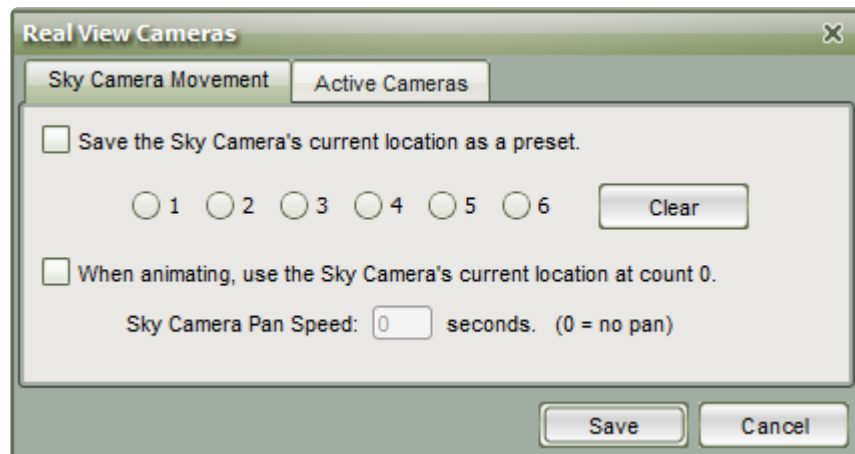 Real View Cameras
Sky Camera Movement Active Cameras
Save the Sky Camera's current location as a preset.
1 2 3 4 5 6 Clear
When animating, use the Sky Camera's current location at count 0.
Sky Camera Pan Speed: 0 seconds. (0 = no pan)
Save Cancel